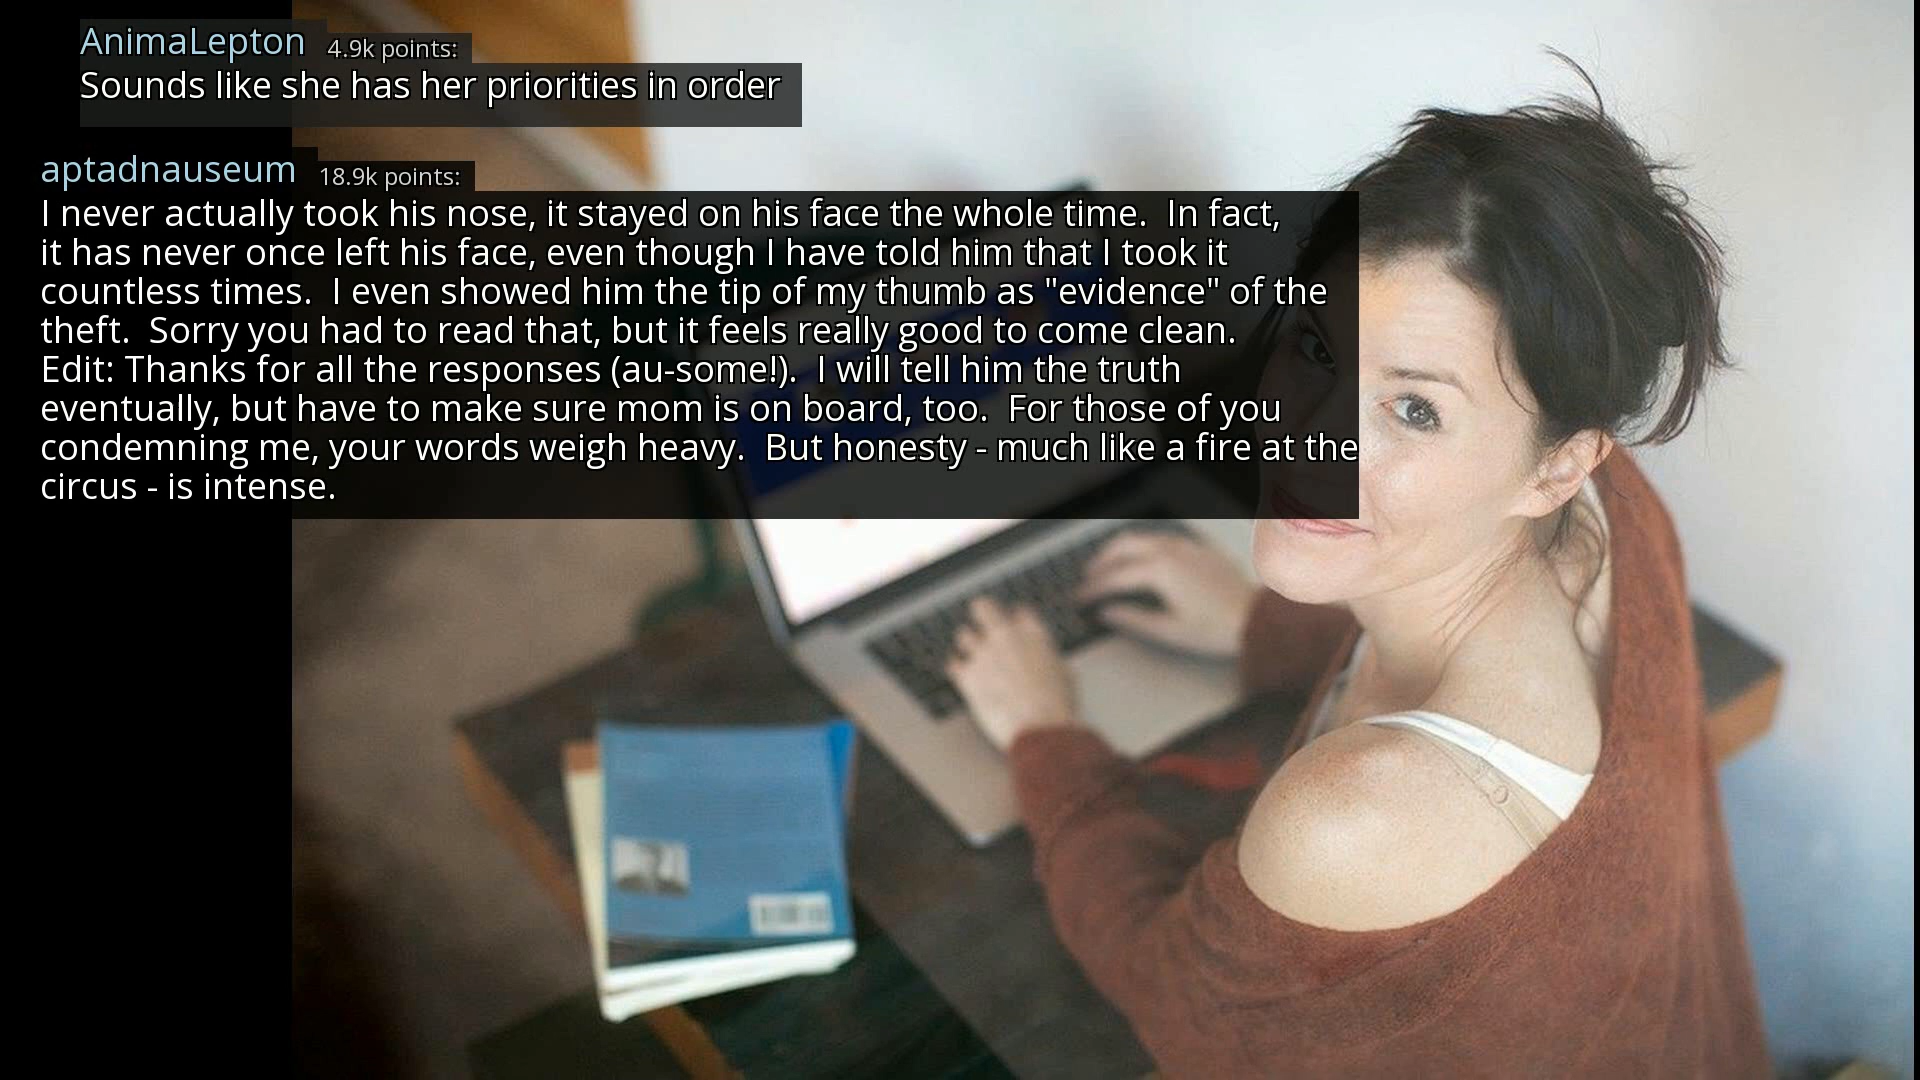 AnimaLepton 4.9k points:
Sounds like she has her priorities in order
aptadnauseum 18.9k points:
I never actually took his nose, it stayed on his face the whole time.  In fact,
it has never once left his face, even though I have told him that I took it
countless times.  I even showed him the tip of my thumb as "evidence" of the
theft.  Sorry you had to read that, but it feels really good to come clean.
Edit: Thanks for all the responses (au-some!).  I will tell him the truth
eventually, but have to make sure mom is on board, too.  For those of you
condemning me, your words weigh heavy.  But honesty - much like a fire at the
circus - is intense.